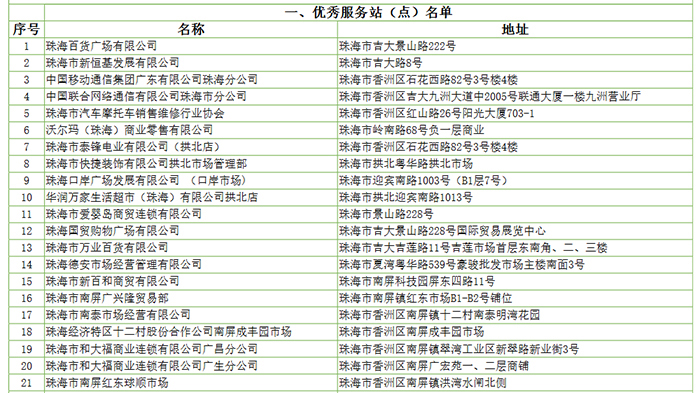 一、优秀服务站（点）名单
序号 名称 地址
1 珠海百货广场有限公司 珠海市吉大景山路222号
2 珠海市新恒基发展有限公司 珠海市吉大路8号
3 中国移动通信集团广东有限公司珠海分公司 珠海市香洲区石花西路82号3号楼4楼
4 中国联合网络通信有限公司珠海市分公司 珠海市香洲区吉大九洲大道中2005号联通大厦一楼九洲营业厅
5 珠海市汽车摩托车销售维修行业协会 珠海市香洲区红山路26号阳光大厦703-1
6 沃尔玛（珠海）商业零售有限公司 珠海市岭南路68号负一层商业
7 珠海市泰锋电业有限公司（拱北店） 珠海市香洲区石花西路82号3号楼4楼
8 珠海市快捷装饰有限公司拱北市场管理部 珠海市拱北粤华路拱北市场
9 珠海口岸广场发展有限公司 （口岸市场） 珠海市迎宾南路1003号（B1层7号）
10 华润万家生活超市（珠海）有限公司拱北店 珠海市拱北迎宾南路1013号
11 珠海市爱婴岛商贸连锁有限公司 珠海市景山路228号
12 珠海国贸购物广场有限公司 珠海市吉大景山路228号国际贸易展览中心
13 珠海市万业百货有限公司 珠海市吉大吉莲路11号吉莲市场首层东南角、二、三楼
14 珠海德安市场经营管理有限公司 珠海市夏湾粤华路539号豪骏批发市场主楼南面3号
15 珠海市新百和商贸有限公司 珠海市南屏科技园屏东四路11号
16 珠海市南屏广兴隆贸易部 珠海市南屏镇红东市场B1-B2号铺位
17 珠海市南泰市场经营有限公司 珠海市香洲区南屏镇十二村南泰明湾花园
18 珠海经济特区十二村股份合作公司南屏成丰园市场 珠海市香洲区南屏成丰园市场
19 珠海市和大福商业连锁有限公司广昌分公司 珠海市香洲区南屏镇翠湾工业区新翠路新业街3号
20 珠海市和大福商业连锁有限公司广生分公司 珠海市香洲区南屏广宏苑一、二层商铺
21 珠海市南屏红东球顺市场 珠海市香洲区南屏镇洪湾水闸北侧